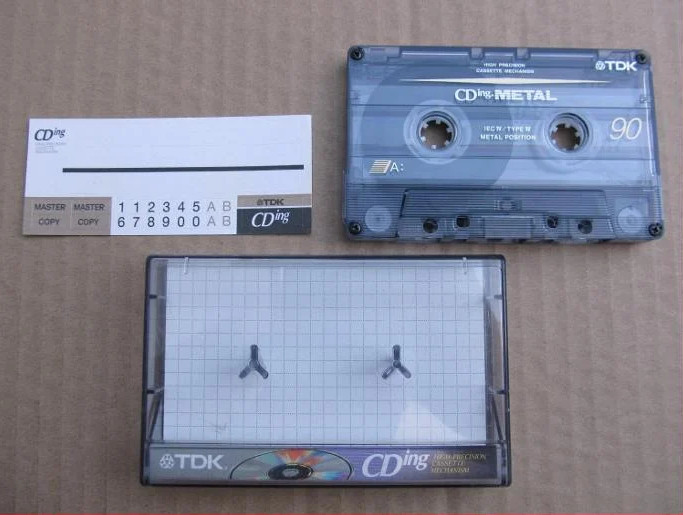 HIGH PRECISION
CASSETTE MECHANISM
TDK
CDing-METAL
IEC IV / TYPE IV
METAL POSITION
90
A:
CDing
MASTER MASTER 1 1 2 3 4 5 A B TDK
COPY COPY 6 7 8 9 0 0 A B CDing
TDK. CDing HIGH-PRECISION
CASSETTE
MECHANISM